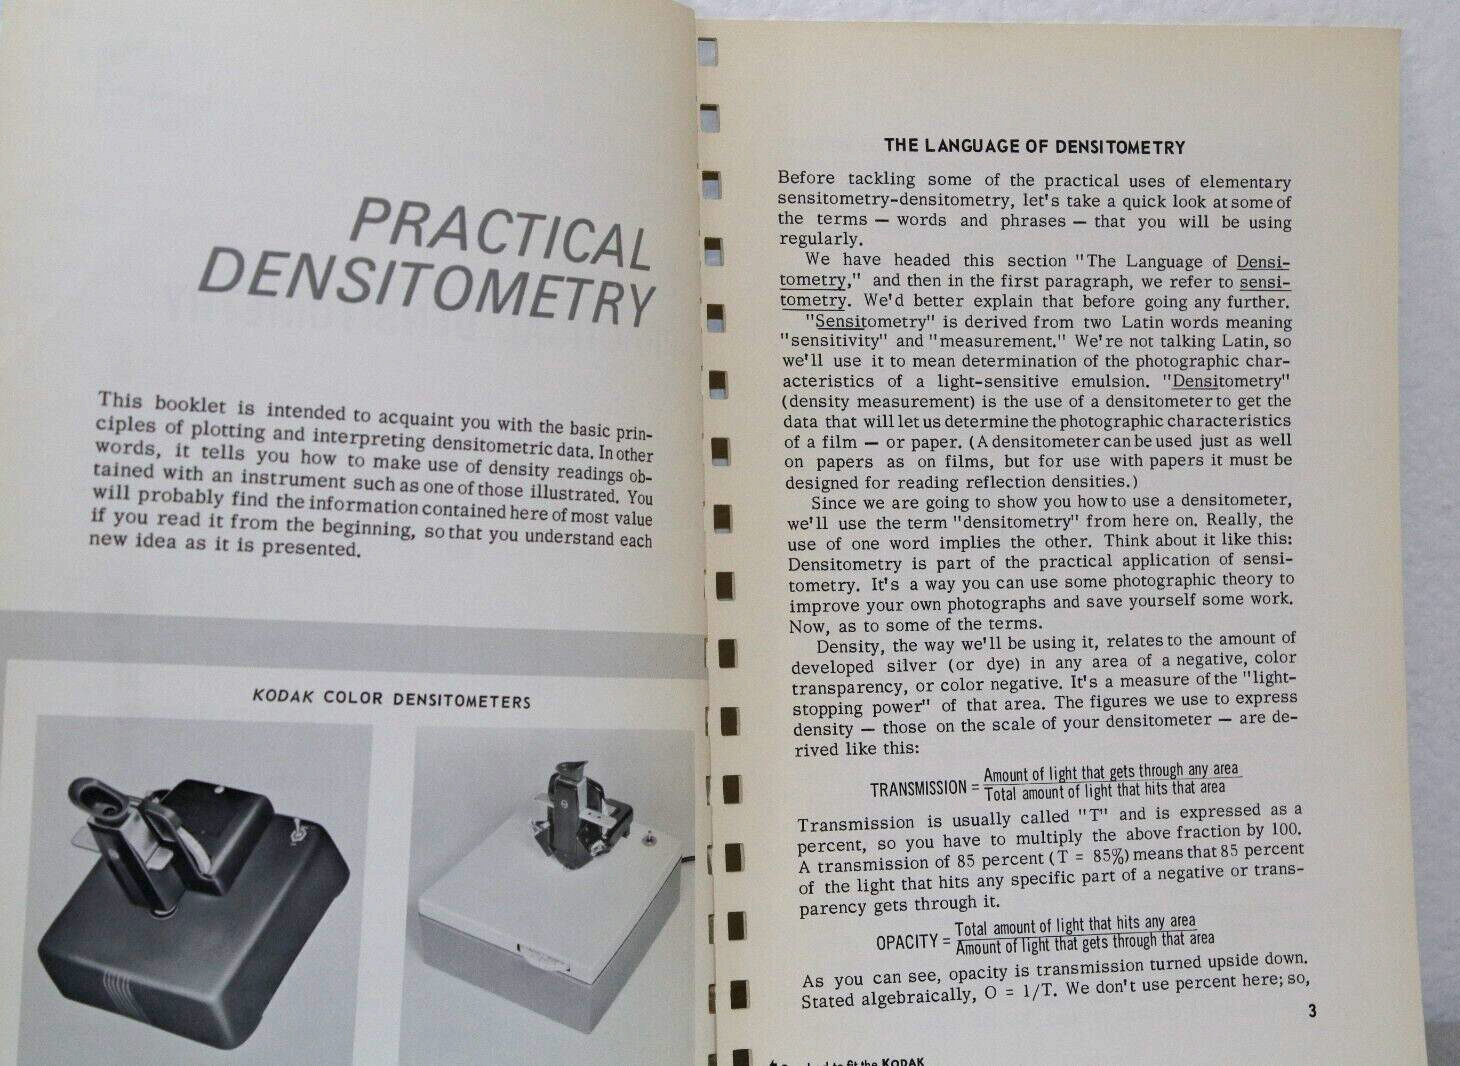 PRACTICAL
DENSITOMETRY
This booklet is intended to acquaint you with the basic prin-
ciples of plotting and interpreting densitometric data. In other
words, it tells you how to make use of density readings ob-
tained with an instrument such as one of those illustrated. You
will probably find the information contained here of most value
if you read it from the beginning, so that you understand each
new idea as it is presented.
KODAK COLOR DENSITOMETERS
THE LANGUAGE OF DENSITOMETRY
Before tackling some of the practical uses of elementary
sensitometry-densitometry, let's take a quick look at some of
the terms — words and phrases — that you will be using
regularly.
We have headed this section "The Language of Densi-
tometry," and then in the first paragraph, we refer to sensi-
tometry. We'd better explain that before going any further.
"Sensitometry" is derived from two Latin words meaning
"sensitivity" and "measurement." We're not talking Latin, so
we'll use it to mean determination of the photographic char-
acteristics of a light-sensitive emulsion. "Densitometry"
(density measurement) is the use of a densitometer to get the
data that will let us determine the photographic characteristics
of a film — or paper. (A densitometer can be used just as well
on papers as on films, but for use with papers it must be
designed for reading reflection densities.)
Since we are going to show you how to use a densitometer,
we'll use the term "densitometry" from here on. Really, the
use of one word implies the other. Think about it like this:
Densitometry is part of the practical application of sensi-
tometry. It's a way you can use some photographic theory to
improve your own photographs and save yourself some work.
Now, as to some of the terms.
Density, the way we'll be using it, relates to the amount of
developed silver (or dye) in any area of a negative, color
transparency, or color negative. It's a measure of the "light-
stopping power" of that area. The figures we use to express
density — those on the scale of your densitometer — are de-
rived like this:
TRANSMISSION = Amount of light that gets through any area
Total amount of light that hits that area
Transmission is usually called "T" and is expressed as a
percent, so you have to multiply the above fraction by 100.
A transmission of 85 percent (T = 85%) means that 85 percent
of the light that hits any specific part of a negative or trans-
parency gets through it.
OPACITY = Total amount of light that hits any area
Amount of light that gets through that area
As you can see, opacity is transmission turned upside down.
Stated algebraically, O = 1/T. We don't use percent here; so,
3
to fit the KODAK